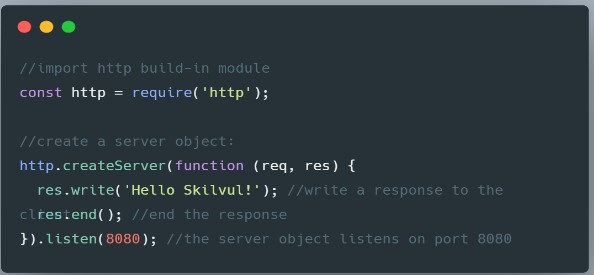 //import http build-in module
const http = require('http');
//create a server object:
http.createServer(function (req, res) {
res.write('Hello Skilvul!'); //write a response to the
res.end(); //end the response
}).listen(8080); //the server object listens on port 8080